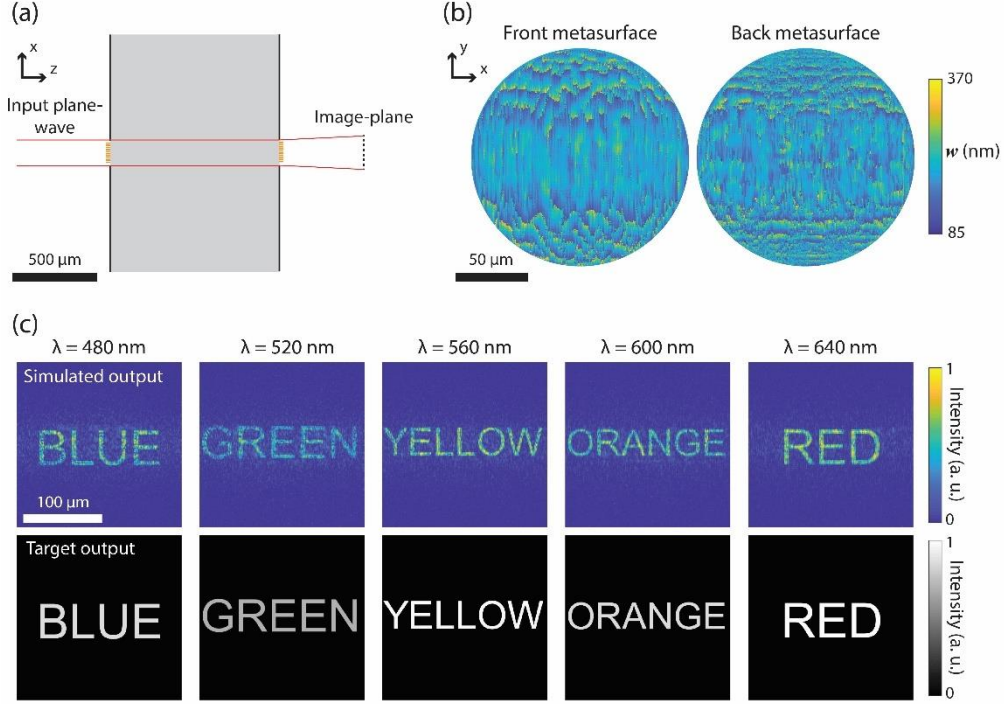 (a)
x
z
Input plane-
wave
Image-plane
500 μm
(b)
Front metasurface
Back metasurface
y
x
370
w (nm)
85
50 μm
(c)
λ = 480 nm
λ = 520 nm
λ = 560 nm
λ = 600 nm
λ = 640 nm
Simulated output
BLUE
GREEN
YELLOW
ORANGE
RED
100 μm
1
Intensity (a. u.)
0
Target output
BLUE
GREEN
YELLOW
ORANGE
RED
1
Intensity (a. u.)
0